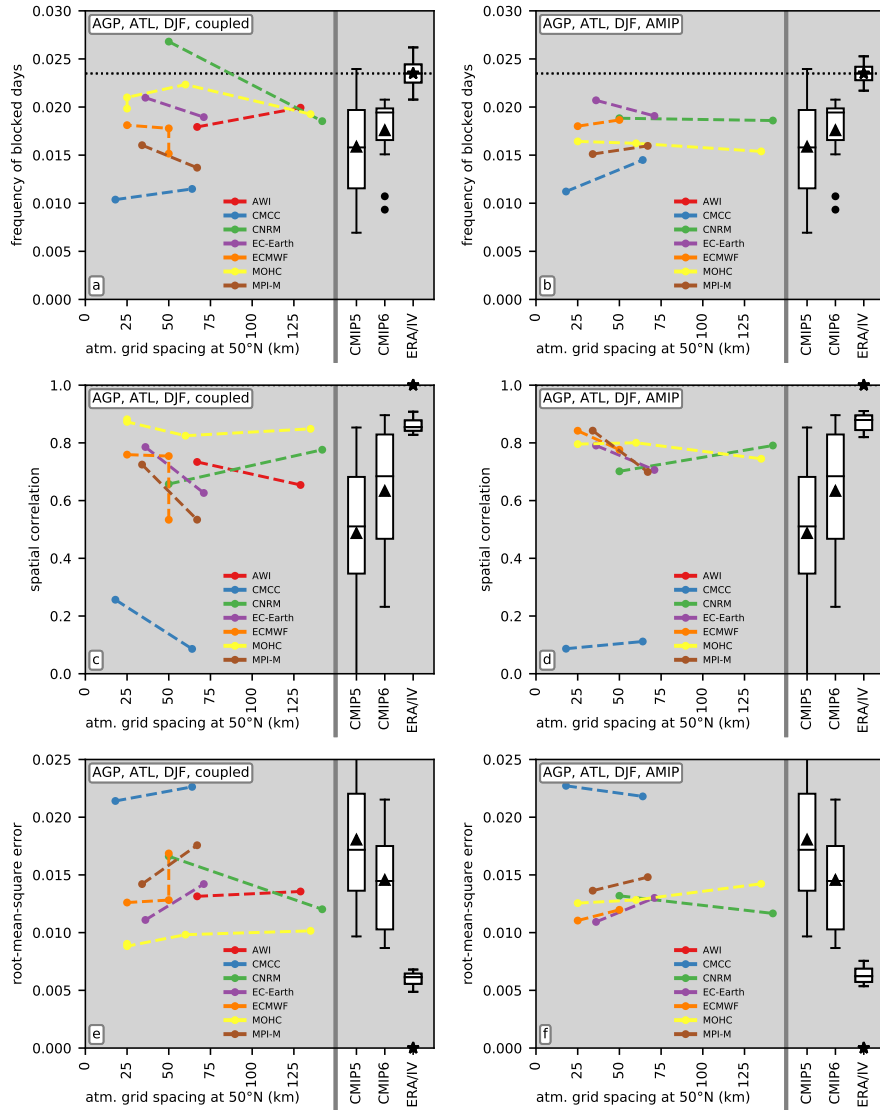 AGP, ATL, DJF, coupled
frequency of blocked days
0.030
0.025
0.020
0.015
0.010
0.005
0.000
AWI
CMCC
CNRM
EC-Earth
ECMWF
MOHC
MPI-M
a
0
25
50
75
100
125
CMIP5
CMIP6
ERA/IV
atm. grid spacing at 50°N (km)
AGP, ATL, DJF, AMIP
frequency of blocked days
0.030
0.025
0.020
0.015
0.010
0.005
0.000
AWI
CMCC
CNRM
EC-Earth
ECMWF
MOHC
MPI-M
b
0
25
50
75
100
125
CMIP5
CMIP6
ERA/IV
atm. grid spacing at 50°N (km)
AGP, ATL, DJF, coupled
spatial correlation
1.0
0.8
0.6
0.4
0.2
0.0
AWI
CMCC
CNRM
EC-Earth
ECMWF
MOHC
MPI-M
c
0
25
50
75
100
125
CMIP5
CMIP6
ERA/IV
atm. grid spacing at 50°N (km)
AGP, ATL, DJF, AMIP
spatial correlation
1.0
0.8
0.6
0.4
0.2
0.0
AWI
CMCC
CNRM
EC-Earth
ECMWF
MOHC
MPI-M
d
0
25
50
75
100
125
CMIP5
CMIP6
ERA/IV
atm. grid spacing at 50°N (km)
AGP, ATL, DJF, coupled
root-mean-square error
0.025
0.020
0.015
0.010
0.005
0.000
AWI
CMCC
CNRM
EC-Earth
ECMWF
MOHC
MPI-M
e
0
25
50
75
100
125
CMIP5
CMIP6
ERA/IV
atm. grid spacing at 50°N (km)
AGP, ATL, DJF, AMIP
root-mean-square error
0.025
0.020
0.015
0.010
0.005
0.000
AWI
CMCC
CNRM
EC-Earth
ECMWF
MOHC
MPI-M
f
0
25
50
75
100
125
CMIP5
CMIP6
ERA/IV
atm. grid spacing at 50°N (km)